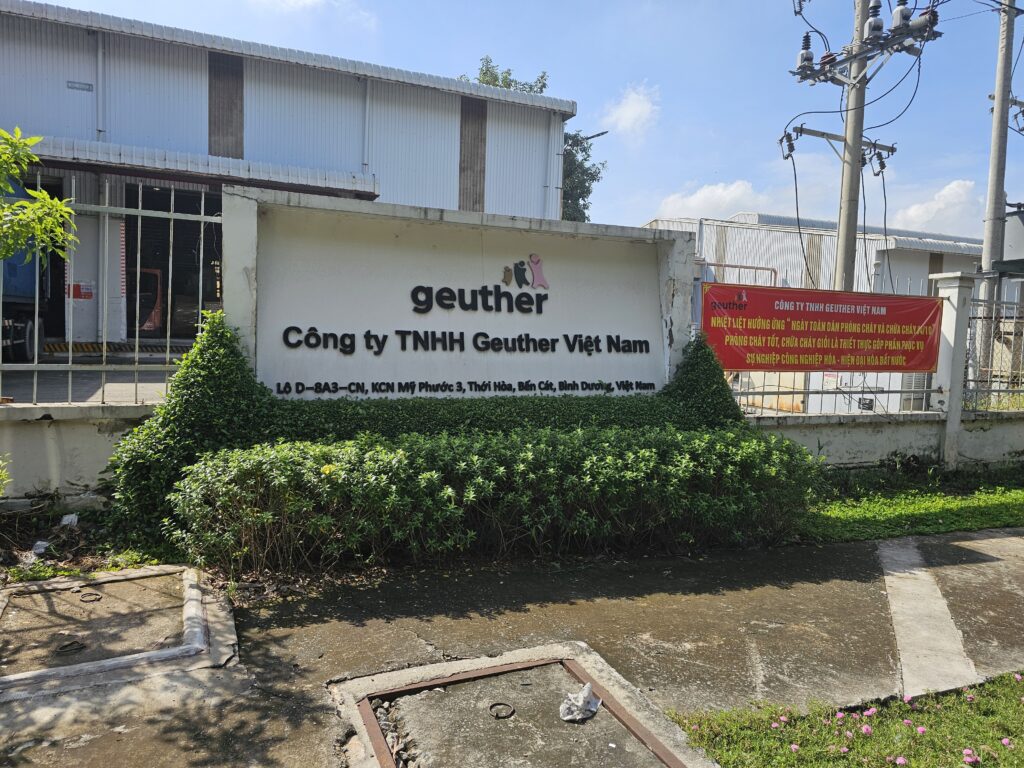 geuther
Công ty TNHH Geuther Việt Nam
Lô D-8A3-CN, KCN Mỹ Phước 3, Thới Hòa, Bến Cát, Bình Dương, Việt Nam
geuther
CÔNG TY TNHH GEUTHER VIỆT NAM
NHIỆT LIỆT HƯỞNG ỨNG " NGÀY TOÀN DÂN PHÒNG CHÁY VÀ CHỮA CHÁY 4/10
PHÒNG CHÁY TỐT, CHỮA CHÁY GIỎI LÀ THIẾT THỰC GÓP PHẦN PHỤC VỤ
SỰ NGHIỆP CÔNG NGHIỆP HÓA - HIỆN ĐẠI HÓA ĐẤT NƯỚC